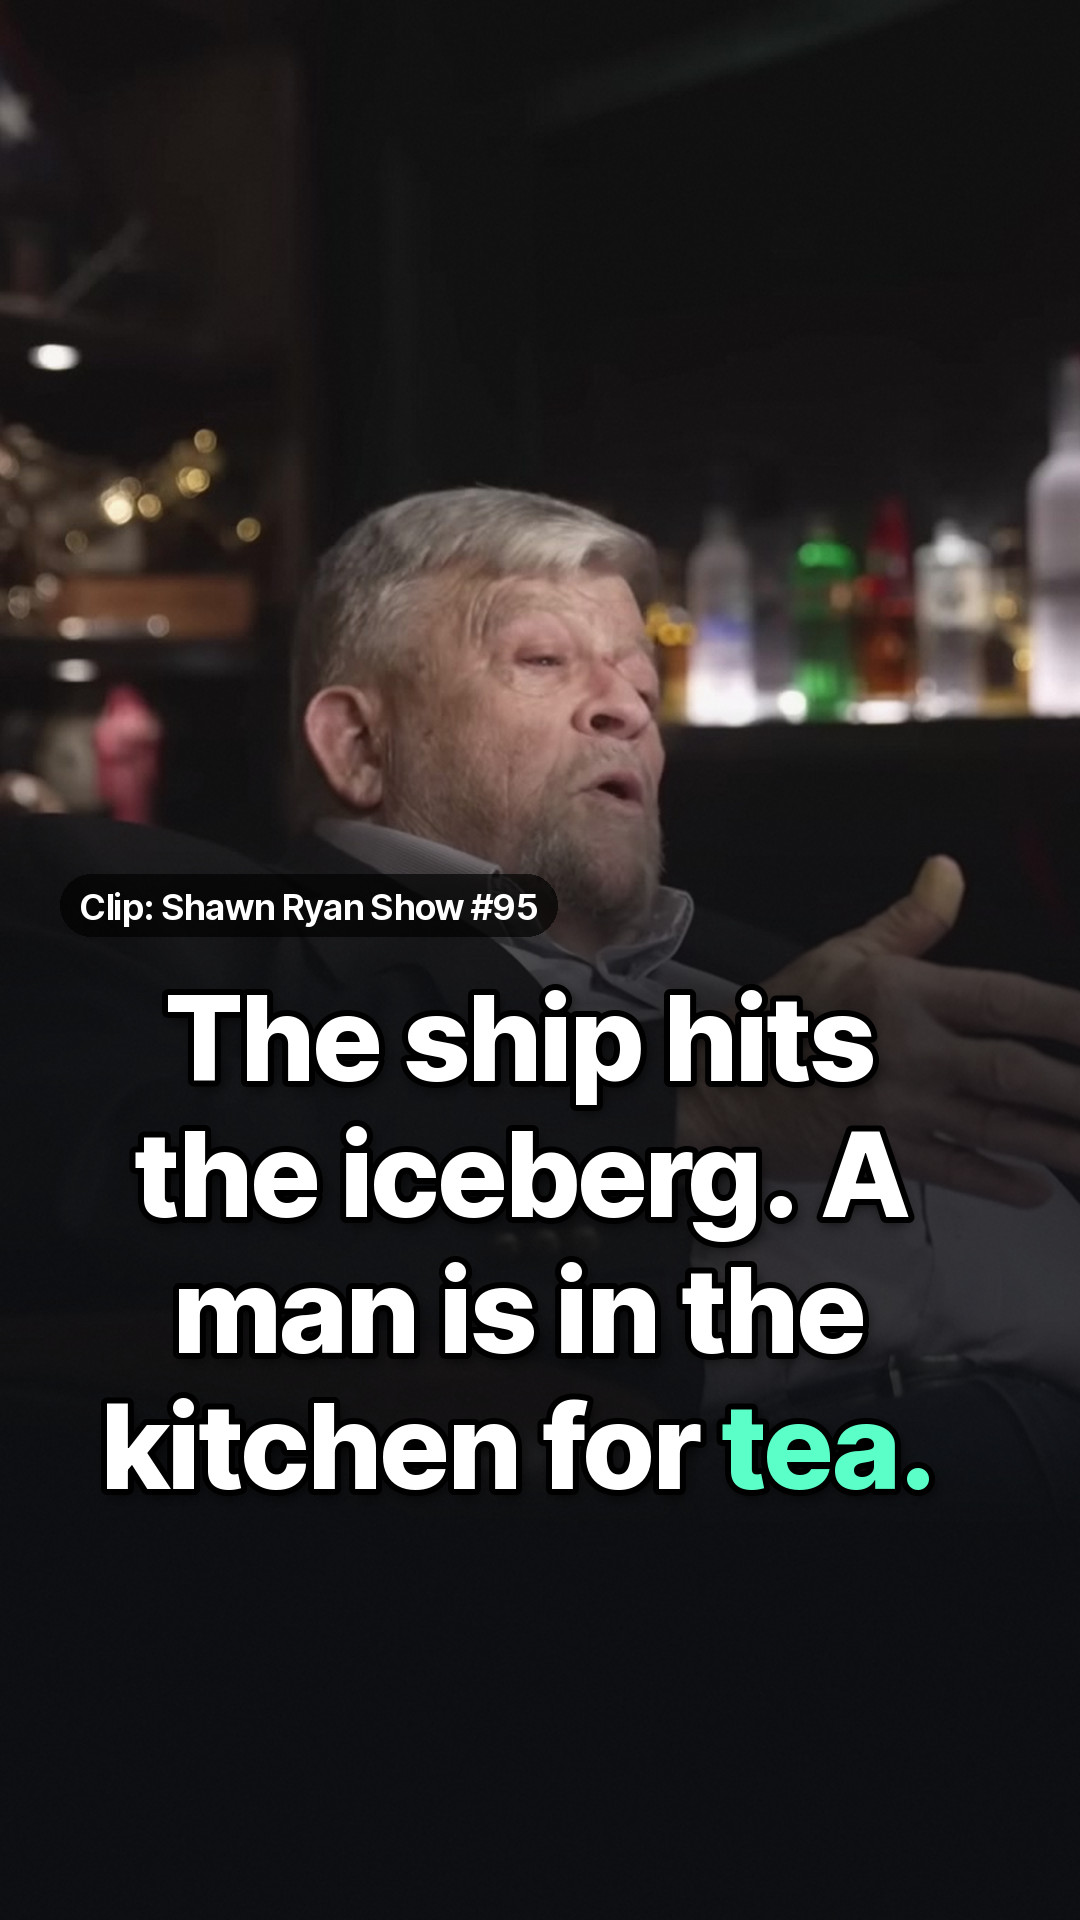 Clip: Shawn Ryan Show #95
The ship hits
the iceberg. A
man is in the
kitchen for tea.